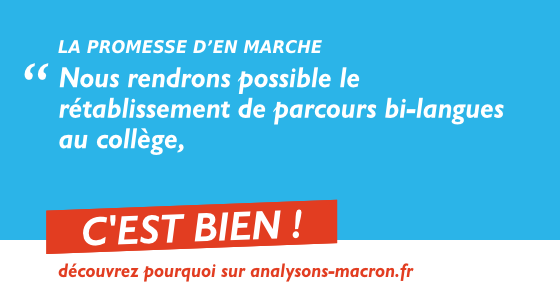 LA PROMESSE D’EN MARCHE
“ Nous rendrons possible le
rétablissement de parcours bi-langues
au collège,
C'EST BIEN !
découvrez pourquoi sur analysons-macron.fr